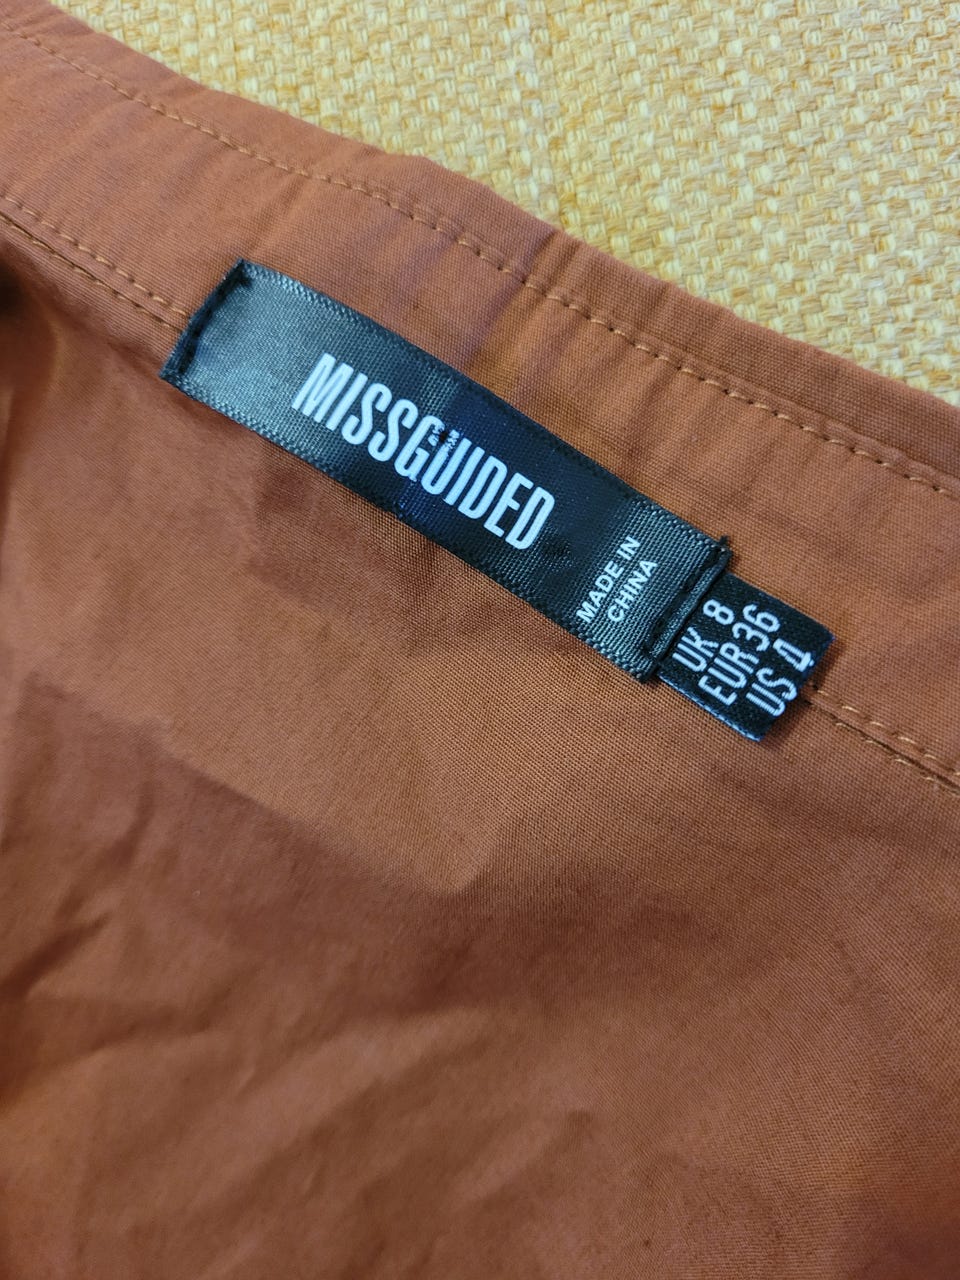 MISSGUIDED
MADE IN
CHINA
UK 8
EUR 36
US 4